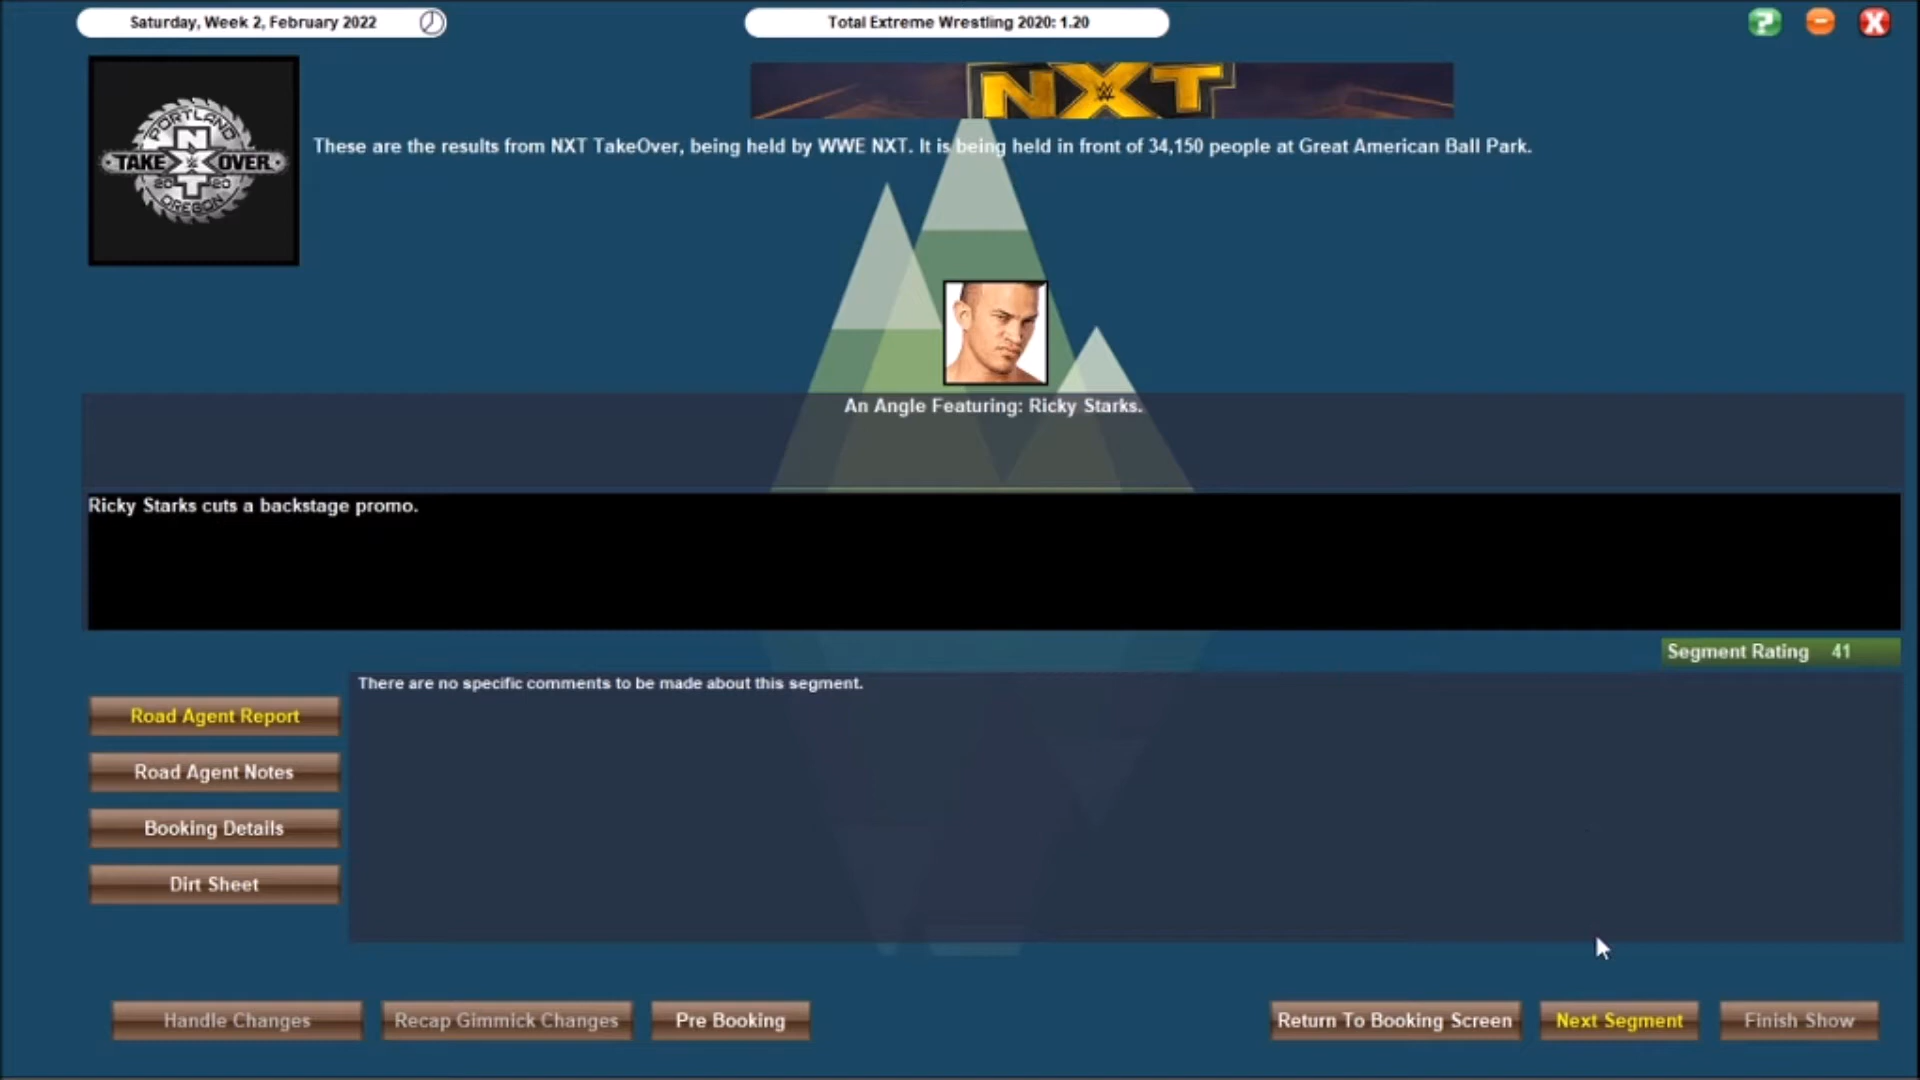 Saturday, Week 2, February 2022
Total Extreme Wrestling 2020: 1.20
?
X
NXT
W
PORTLAND
N
TAKE OVER
20 20
T
OREGON
These are the results from NXT TakeOver, being held by WWE NXT. It is being held in front of 34,150 people at Great American Ball Park.
An Angle Featuring: Ricky Starks.
Ricky Starks cuts a backstage promo.
Segment Rating 41
There are no specific comments to be made about this segment.
Road Agent Report
Road Agent Notes
Booking Details
Dirt Sheet
Handle Changes
Recap Gimmick Changes
Pre Booking
Return To Booking Screen
Next Segment
Finish Show